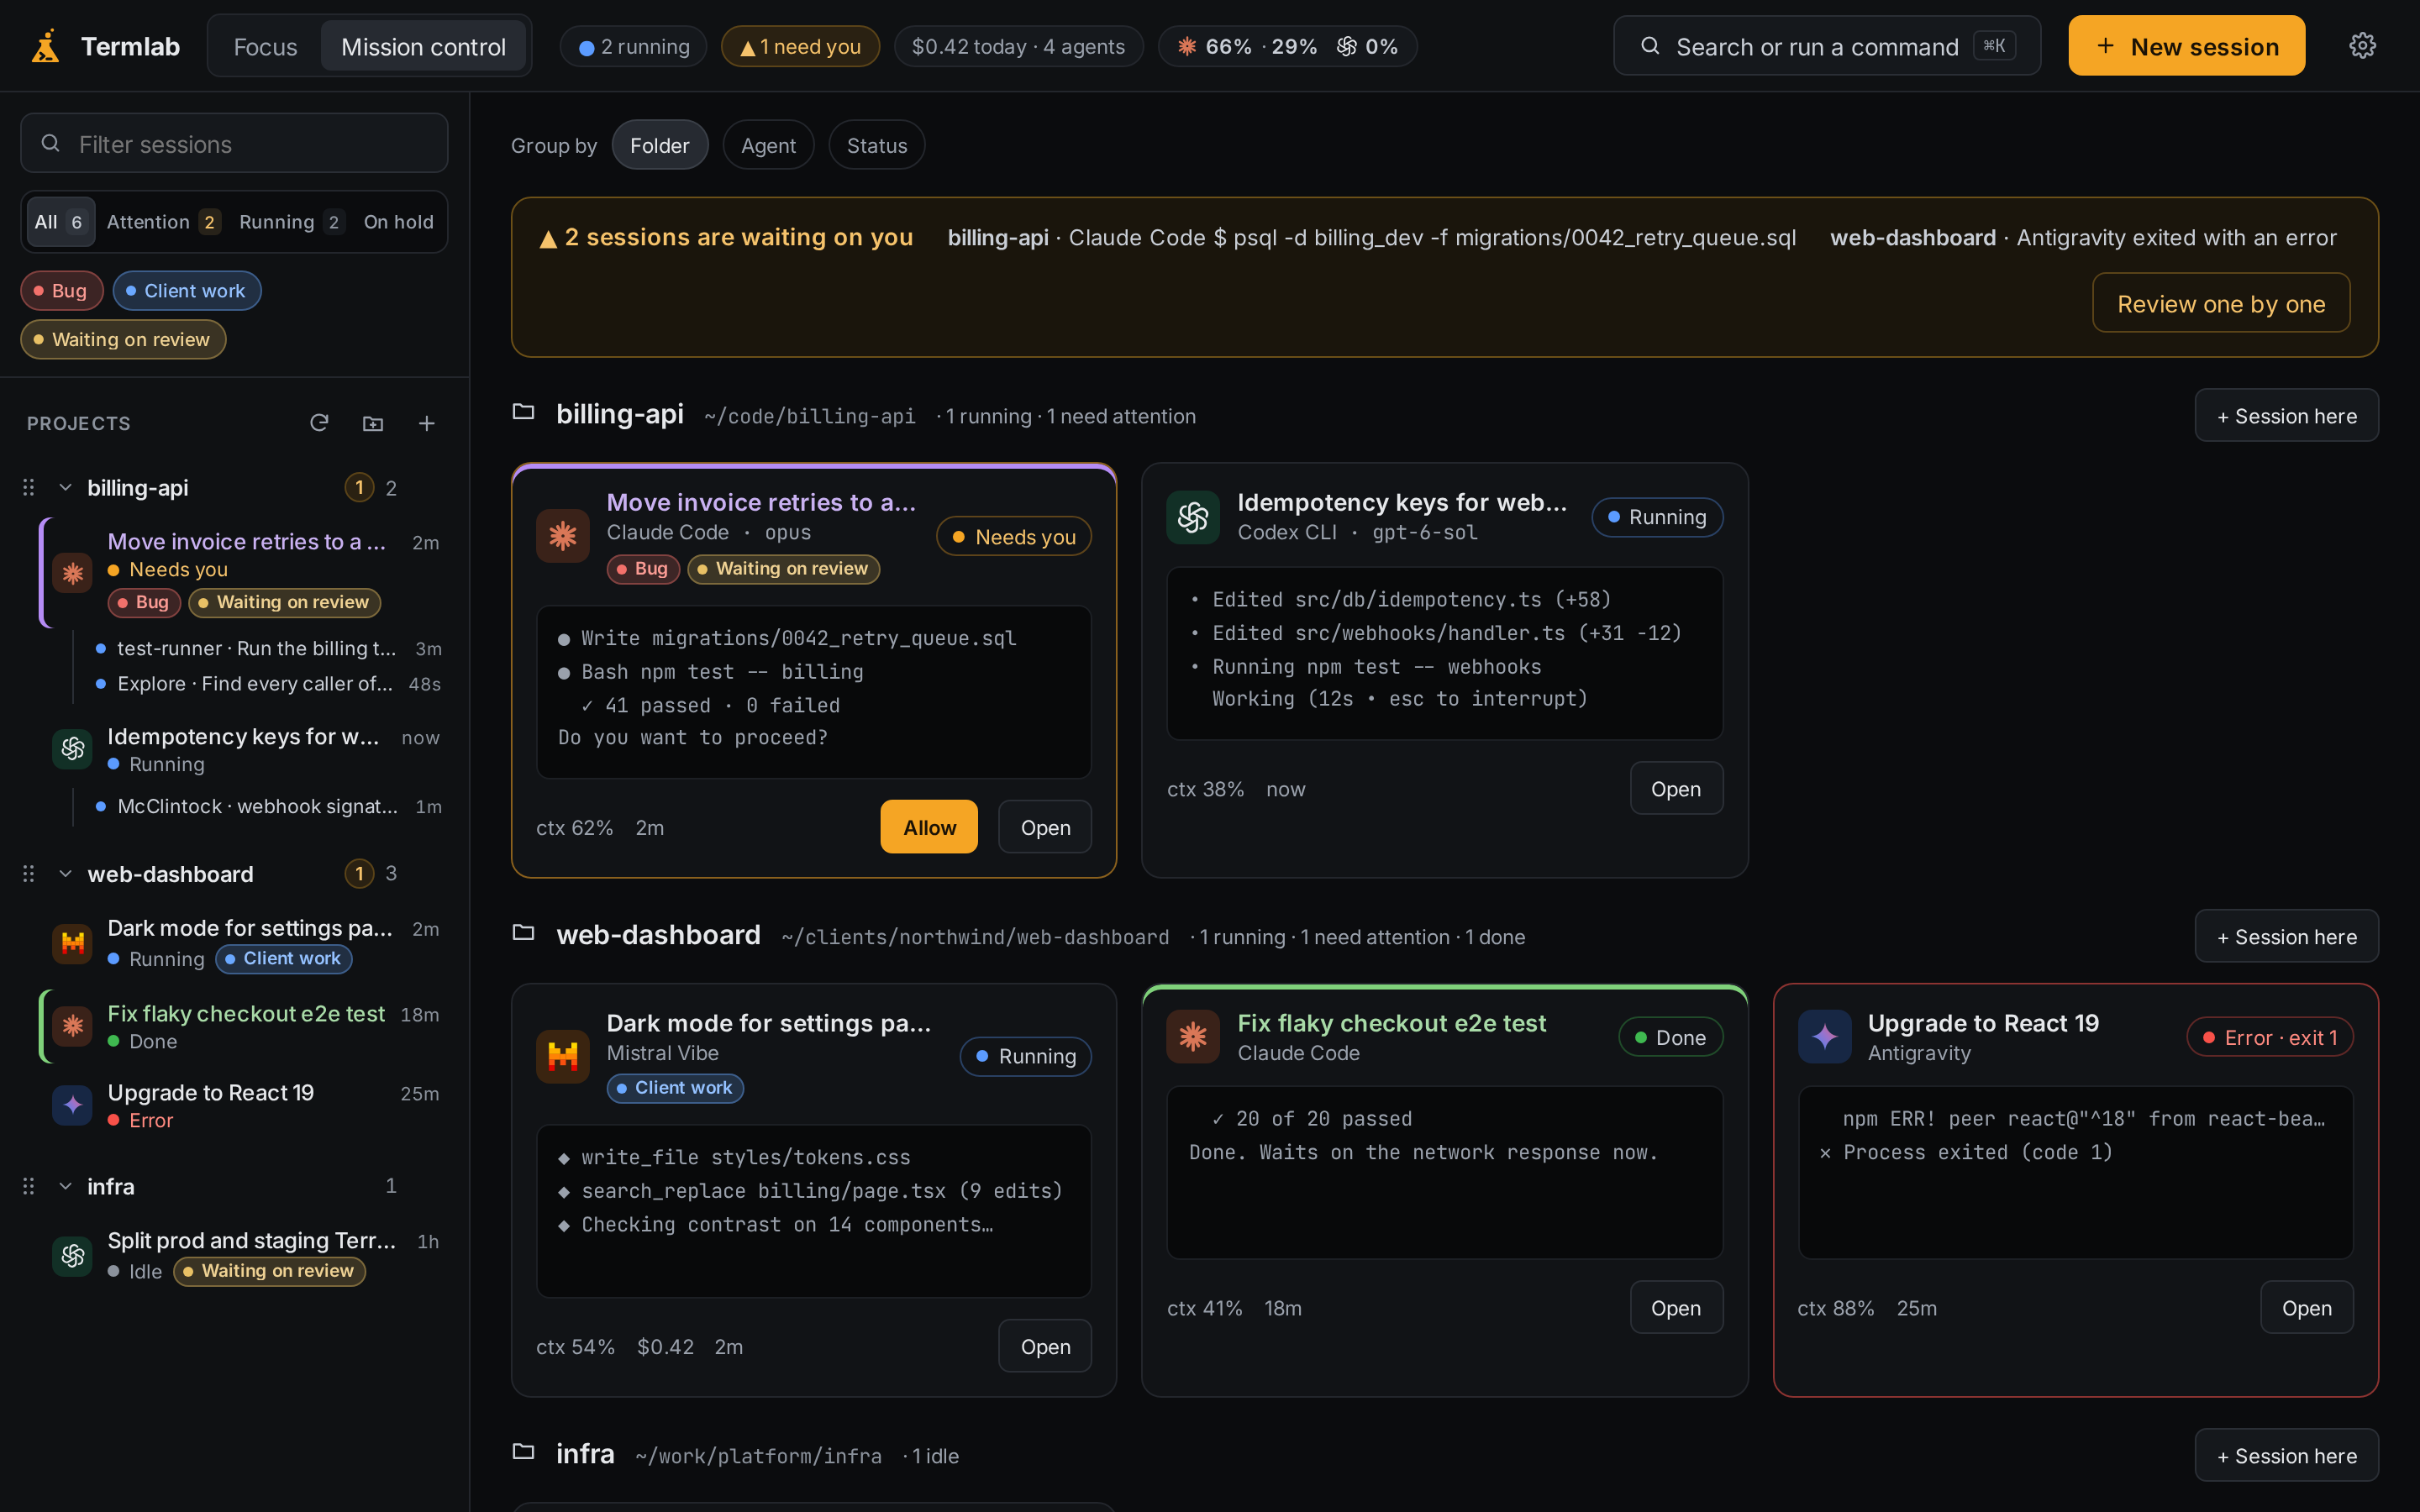 Termlab
Focus
Mission control
2 running
1 need you
$0.42 today · 4 agents
66% · 29% 0%
Search or run a command ⌘K
+ New session
Filter sessions
All 6
Attention 2
Running 2
On hold
Bug
Client work
Waiting on review
PROJECTS
billing-api 1 2
Move invoice retries to a ... 2m
Needs you
Bug
Waiting on review
test-runner · Run the billing t... 3m
Explore · Find every caller of... 48s
Idempotency keys for w... now
Running
McClintock · webhook signat... 1m
web-dashboard 1 3
Dark mode for settings pa... 2m
Running
Client work
Fix flaky checkout e2e test 18m
Done
Upgrade to React 19 25m
Error
infra 1
Split prod and staging Terr... 1h
Idle
Waiting on review
Group by
Folder
Agent
Status
2 sessions are waiting on you
billing-api · Claude Code $ psql -d billing_dev -f migrations/0042_retry_queue.sql
web-dashboard · Antigravity exited with an error
Review one by one
billing-api ~/code/billing-api · 1 running · 1 need attention
+ Session here
Move invoice retries to a...
Claude Code · opus
Bug
Waiting on review
Needs you
● Write migrations/0042_retry_queue.sql
● Bash npm test -- billing
✓ 41 passed · 0 failed
Do you want to proceed?
ctx 62% 2m
Allow
Open
Idempotency keys for web...
Codex CLI · gpt-6-sol
Running
• Edited src/db/idempotency.ts (+58)
• Edited src/webhooks/handler.ts (+31 -12)
• Running npm test -- webhooks
Working (12s • esc to interrupt)
ctx 38% now
Open
web-dashboard ~/clients/northwind/web-dashboard · 1 running · 1 need attention · 1 done
+ Session here
Dark mode for settings pa...
Mistral Vibe
Client work
Running
◆ write_file styles/tokens.css
◆ search_replace billing/page.tsx (9 edits)
◆ Checking contrast on 14 components…
ctx 54% $0.42 2m
Open
Fix flaky checkout e2e test
Claude Code
Done
✓ 20 of 20 passed
Done. Waits on the network response now.
ctx 41% 18m
Open
Upgrade to React 19
Antigravity
Error · exit 1
npm ERR! peer react@"^18" from react-bea…
× Process exited (code 1)
ctx 88% 25m
Open
infra ~/work/platform/infra · 1 idle
+ Session here